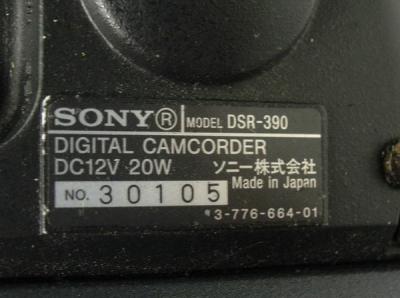 SONY® MODEL DSR-390
DIGITAL CAMCORDER
DC12V 20W ソニー株式会社
Made in Japan
NO. 30105
3-776-664-01